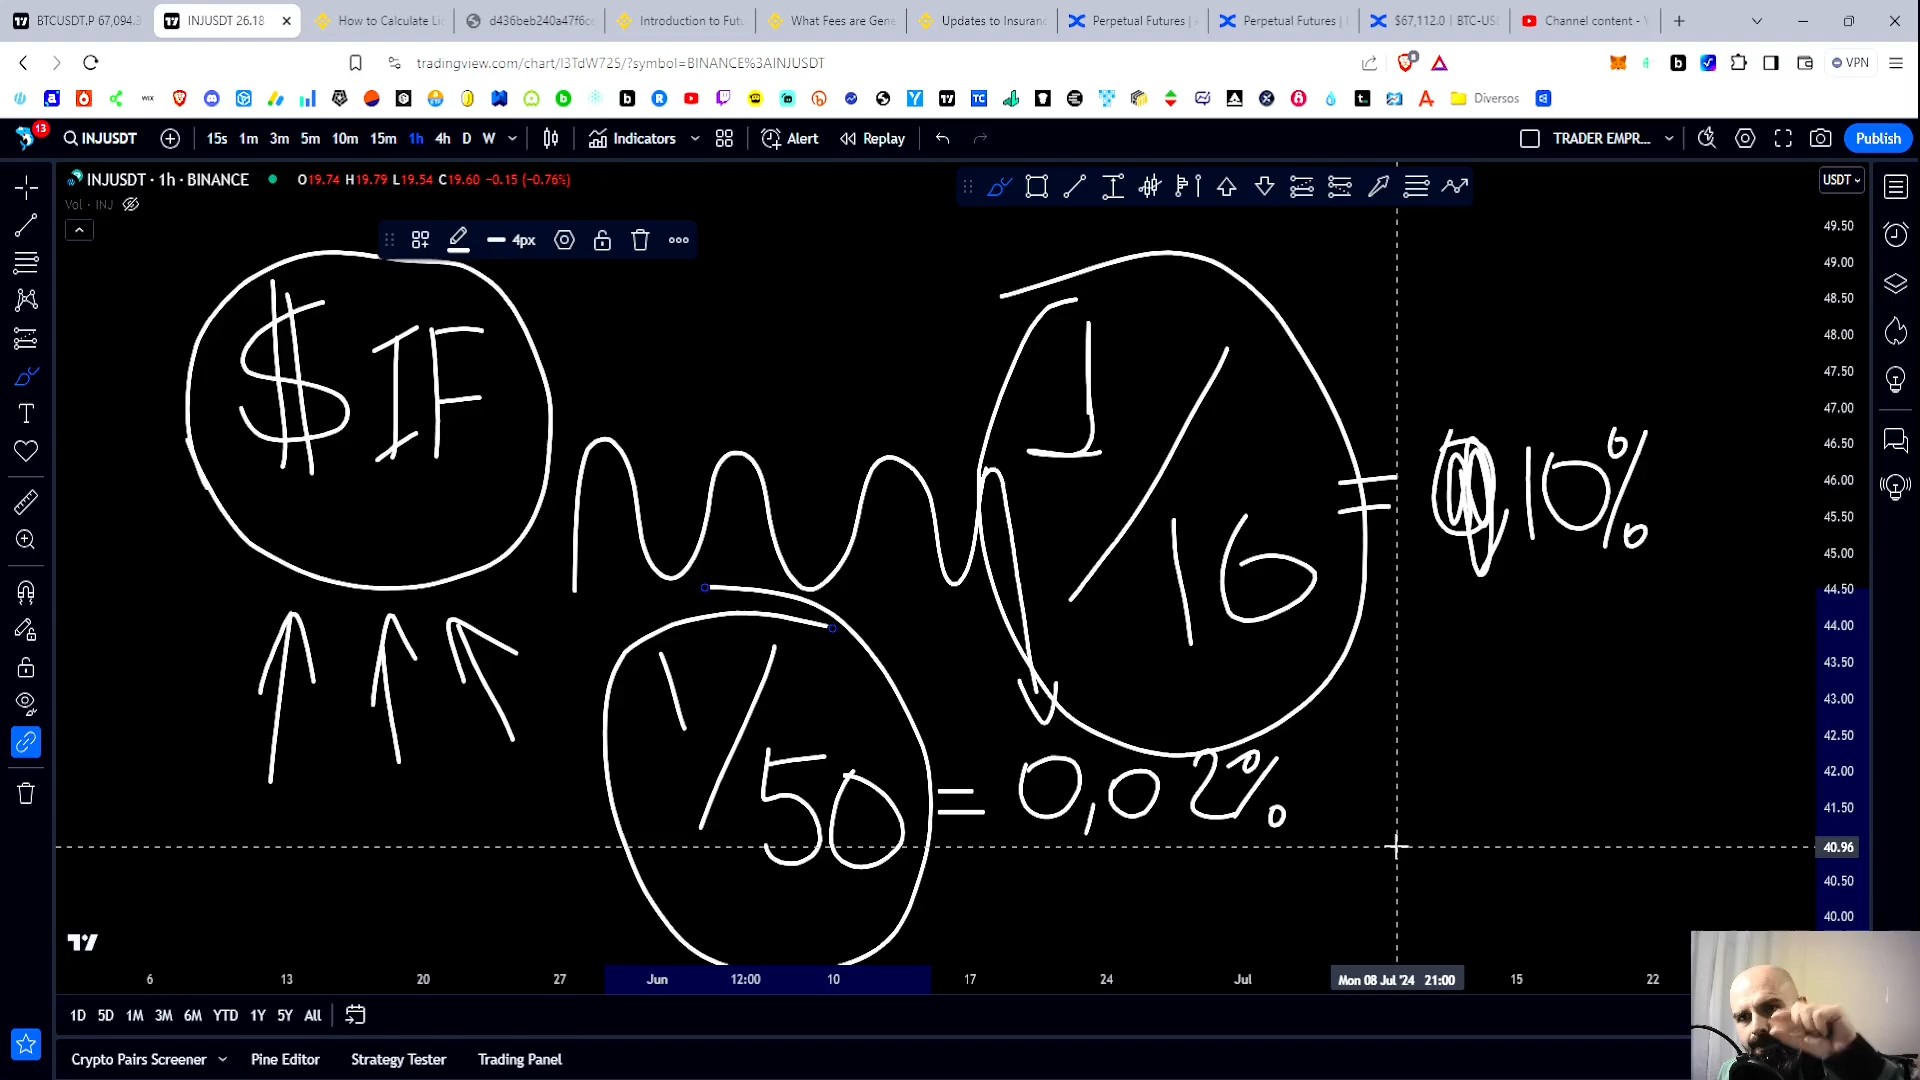 BTCUSDT.P 67,094.3
INJUSDT 26.18
How to Calculate Li
d436beb240a47f6c
Introduction to Futu
What Fees are Gene
Updates to Insuranc
Perpetual Futures |
Perpetual Futures |
$67,112.0 | BTC-US
Channel content - Y
tradingview.com/chart/I3TdW725/?symbol=BINANCE%3AINJUSDT
VPN
Diversos
13
INJUSDT
15s 1m 3m 5m 10m 15m 1h 4h D W
Indicators
Alert
Replay
TRADER EMPR...
Publish
INJUSDT · 1h · BINANCE
O19.74 H19.79 L19.54 C19.60 -0.15 (-0.76%)
USDT
Vol · INJ
4px
49.50
49.00
48.50
48.00
47.50
47.00
46.50
46.00
45.50
45.00
44.50
44.00
43.50
43.00
42.50
42.00
41.50
40.96
40.50
40.00
$IF
1/16 = 10%
1/50 = 0,02%
6 13 20 27 Jun 12:00 10 17 24 Jul Mon 08 Jul '24 21:00 15 22
1D 5D 1M 3M 6M YTD 1Y 5Y All
Crypto Pairs Screener Pine Editor Strategy Tester Trading Panel